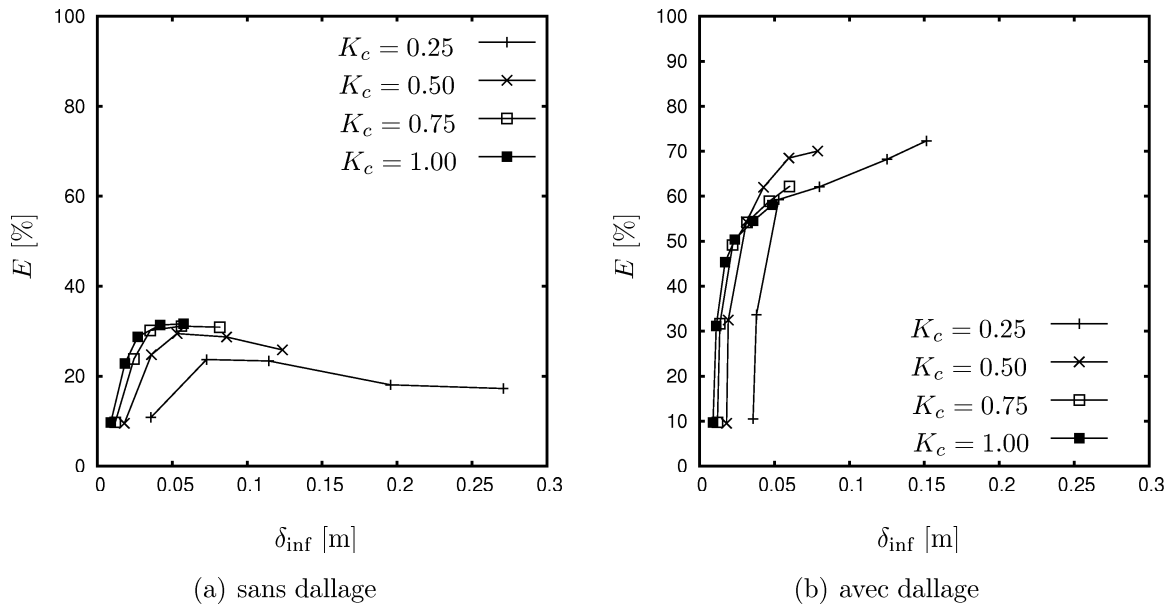 100
80
60
40
20
0
E [%]
K_c = 0.25
K_c = 0.50
K_c = 0.75
K_c = 1.00
0 0.05 0.1 0.15 0.2 0.25 0.3
δ_inf [m]
(a) sans dallage
100
90
80
70
60
50
40
30
20
10
0
E [%]
K_c = 0.25
K_c = 0.50
K_c = 0.75
K_c = 1.00
0 0.05 0.1 0.15 0.2 0.25 0.3
δ_inf [m]
(b) avec dallage